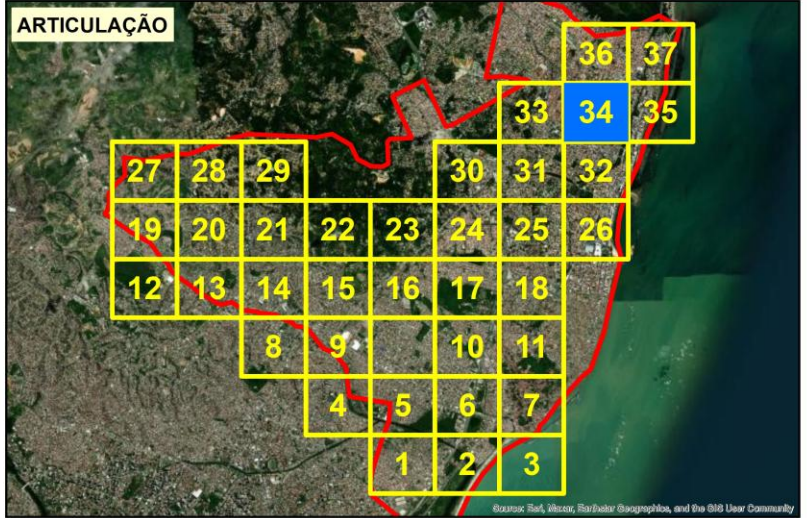 ARTICULAÇÃO
36 37
33 34 35
27 28 29 30 31 32
19 20 21 22 23 24 25 26
12 13 14 15 16 17 18
8 9 10 11
4 5 6 7
1 2 3
Source: Esri, Maxar, Earthstar Geographics, and the GIS User Community